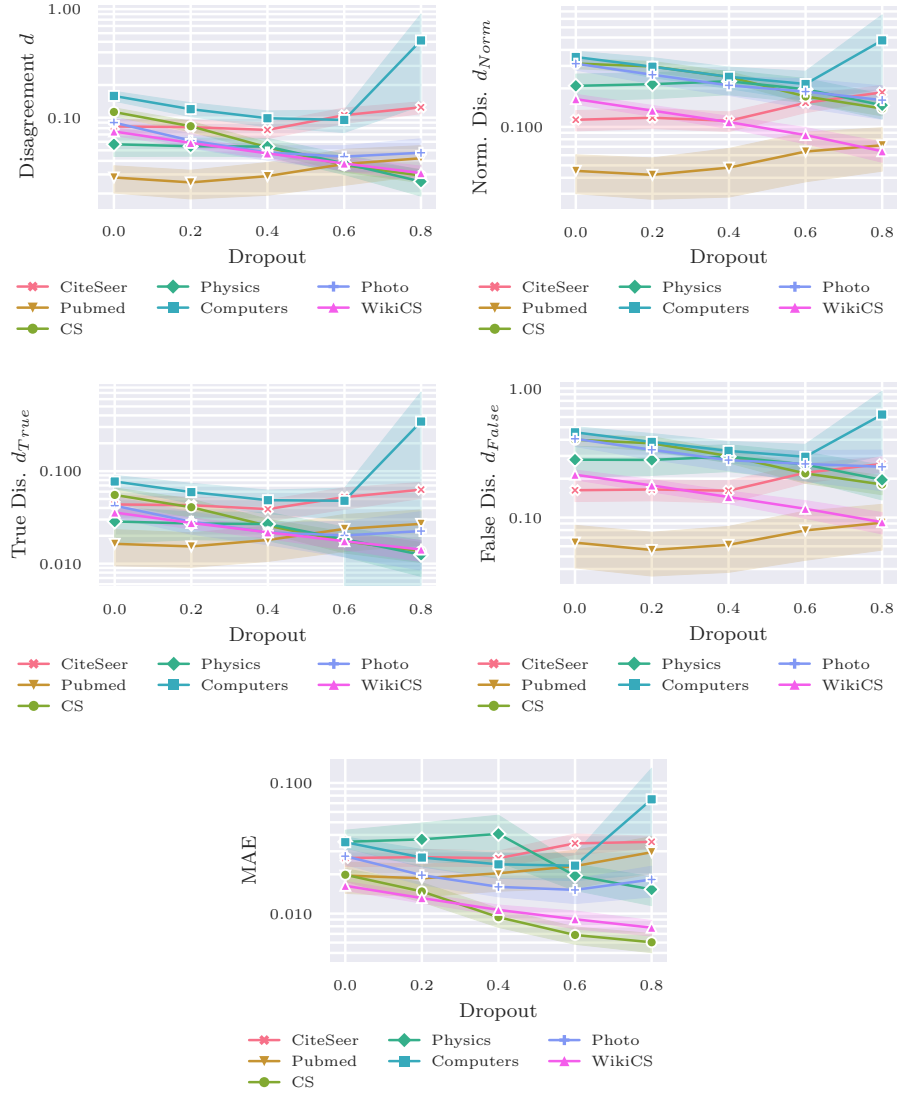 1.00
0.10
Disagreement d
0.0 0.2 0.4 0.6 0.8
Dropout
CiteSeer Physics Photo
Pubmed Computers WikiCS
CS
0.100
Norm. Dis. d_Norm
0.0 0.2 0.4 0.6 0.8
Dropout
CiteSeer Physics Photo
Pubmed Computers WikiCS
CS
0.100
0.010
True Dis. d_True
0.0 0.2 0.4 0.6 0.8
Dropout
CiteSeer Physics Photo
Pubmed Computers WikiCS
CS
1.00
0.10
False Dis. d_False
0.0 0.2 0.4 0.6 0.8
Dropout
CiteSeer Physics Photo
Pubmed Computers WikiCS
CS
0.100
0.010
MAE
0.0 0.2 0.4 0.6 0.8
Dropout
CiteSeer Physics Photo
Pubmed Computers WikiCS
CS